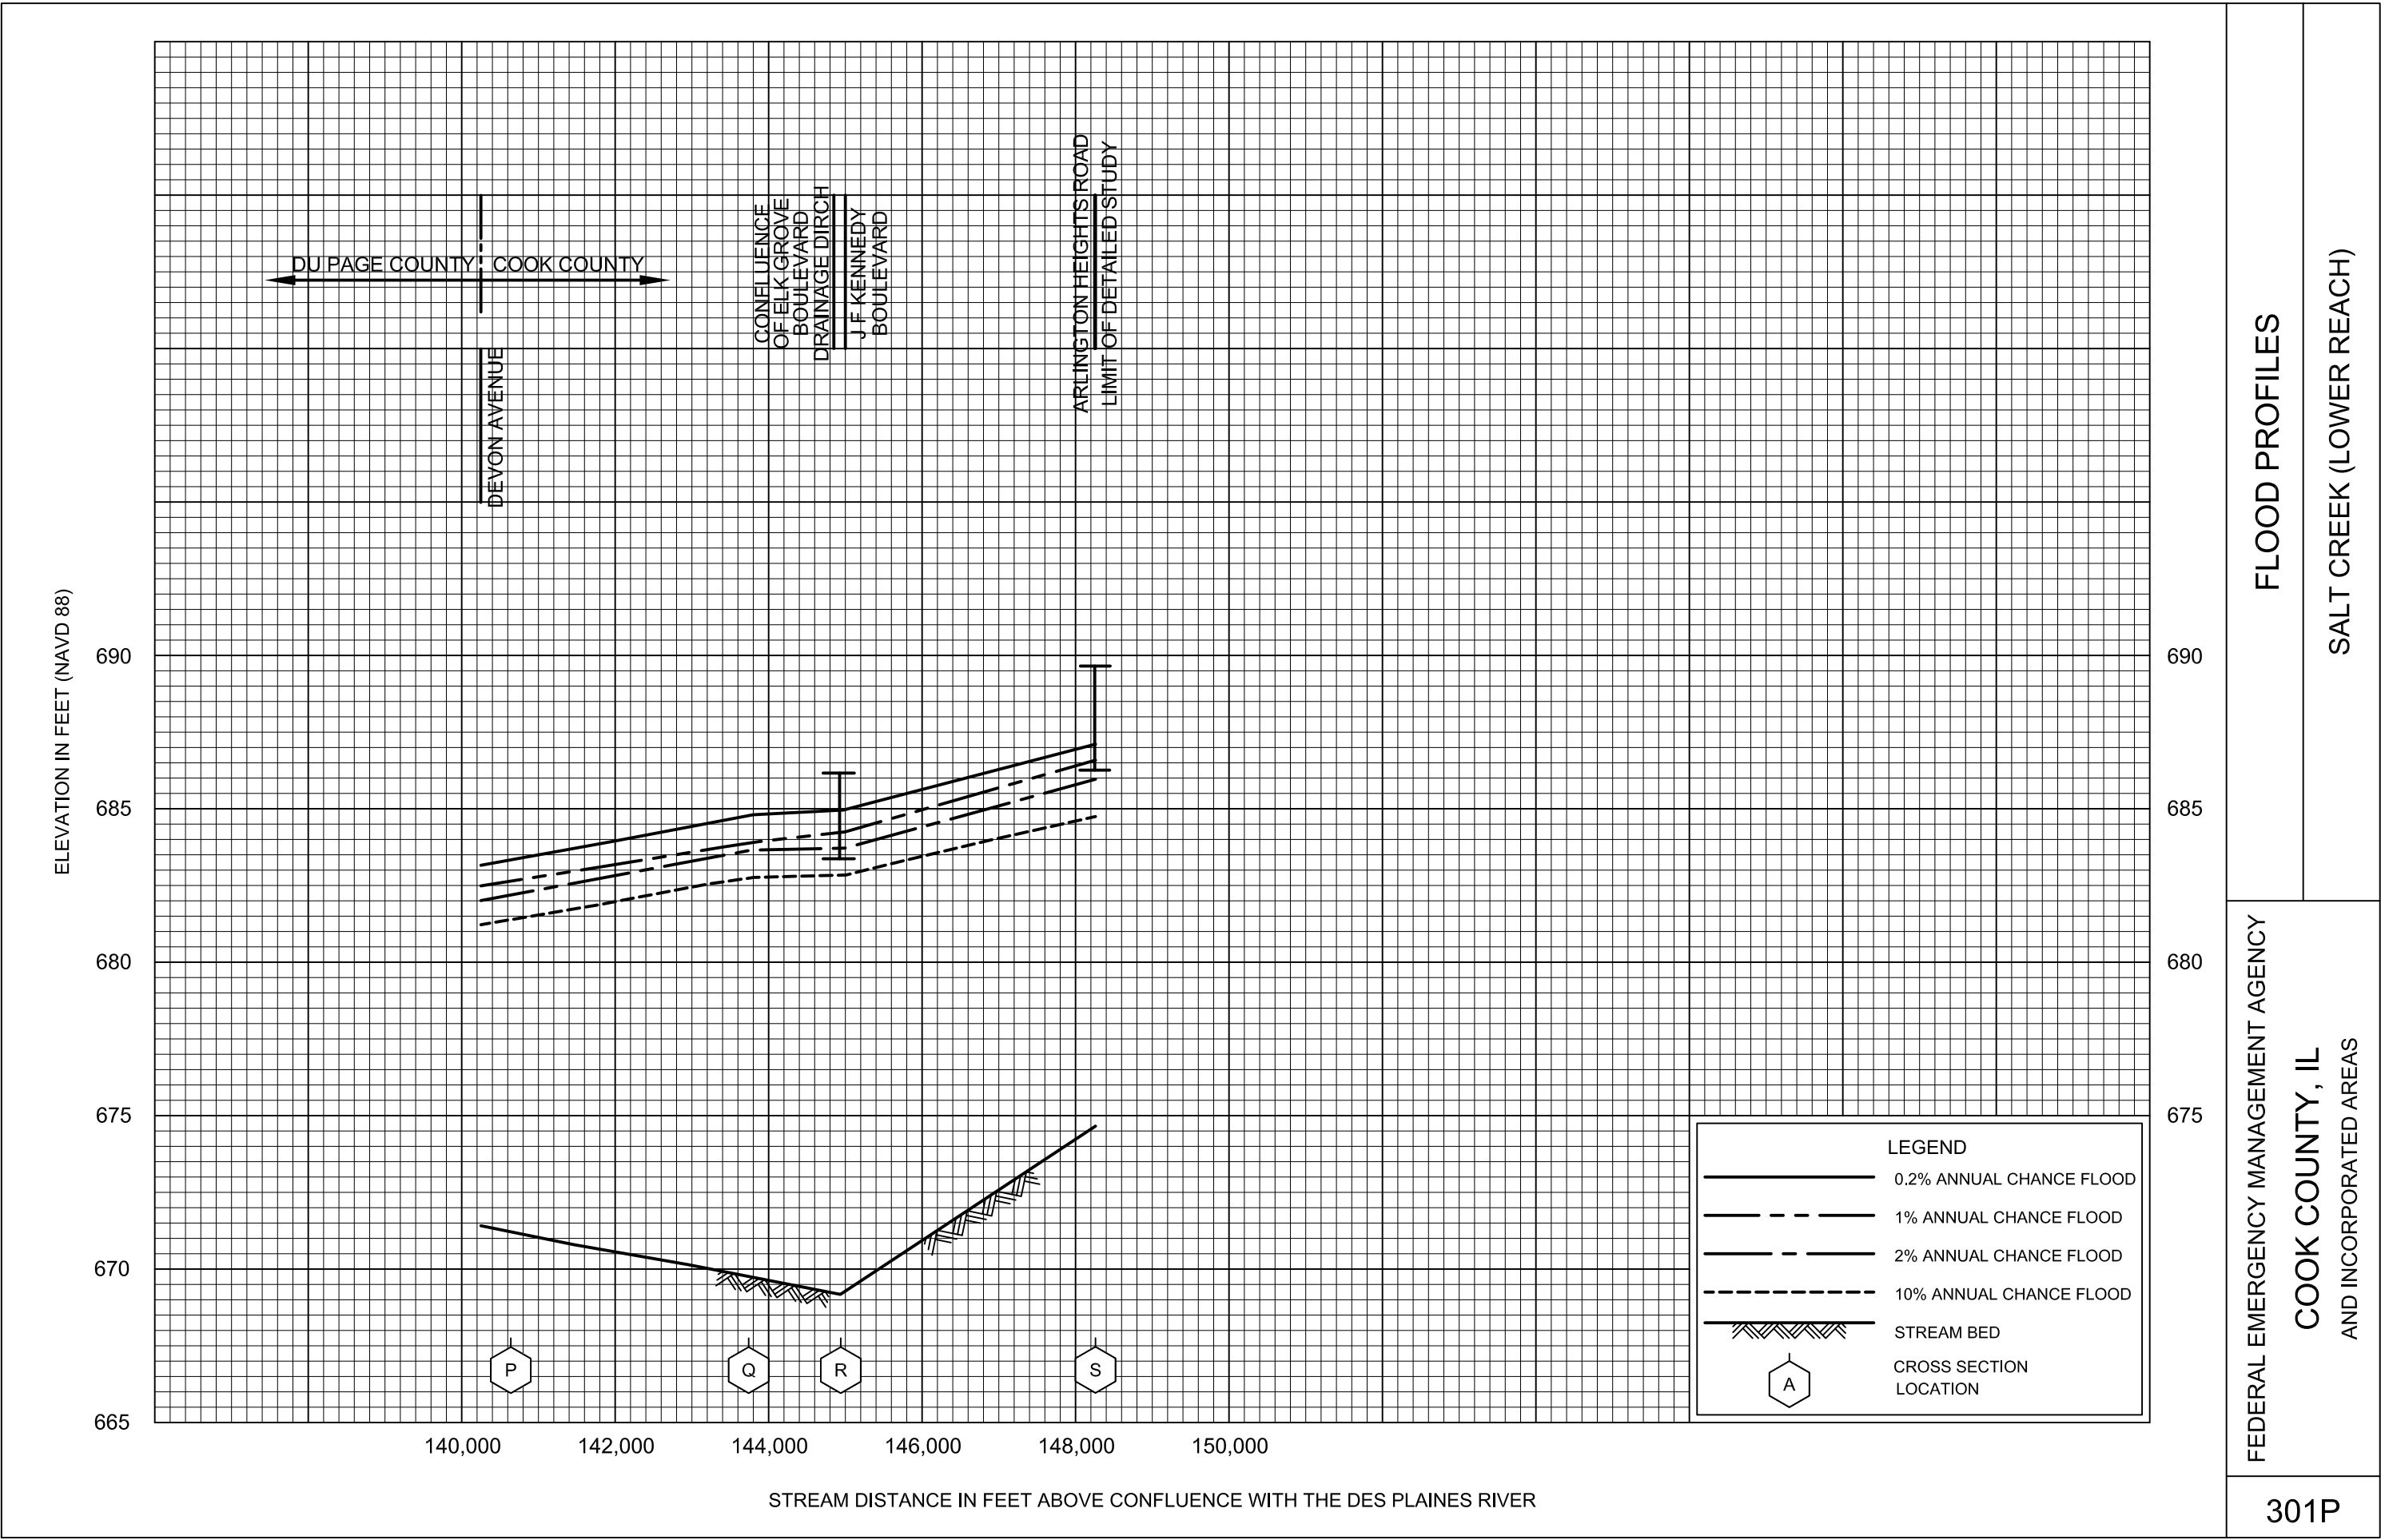 DU PAGE COUNTY
COOK COUNTY
DEVON AVENUE
CONFLUENCE
OF ELK GROVE
BOULEVARD
DRAINAGE DIRCH
J F KENNEDY
BOULEVARD
ARLINGTON HEIGHTS ROAD
LIMIT OF DETAILED STUDY
ELEVATION IN FEET (NAVD 88)
690
685
680
675
670
665
690
685
680
675
P
Q
R
S
140,000
142,000
144,000
146,000
148,000
150,000
STREAM DISTANCE IN FEET ABOVE CONFLUENCE WITH THE DES PLAINES RIVER
LEGEND
0.2% ANNUAL CHANCE FLOOD
1% ANNUAL CHANCE FLOOD
2% ANNUAL CHANCE FLOOD
10% ANNUAL CHANCE FLOOD
STREAM BED
A
CROSS SECTION
LOCATION
FLOOD PROFILES
SALT CREEK (LOWER REACH)
FEDERAL EMERGENCY MANAGEMENT AGENCY
COOK COUNTY, IL
AND INCORPORATED AREAS
301P